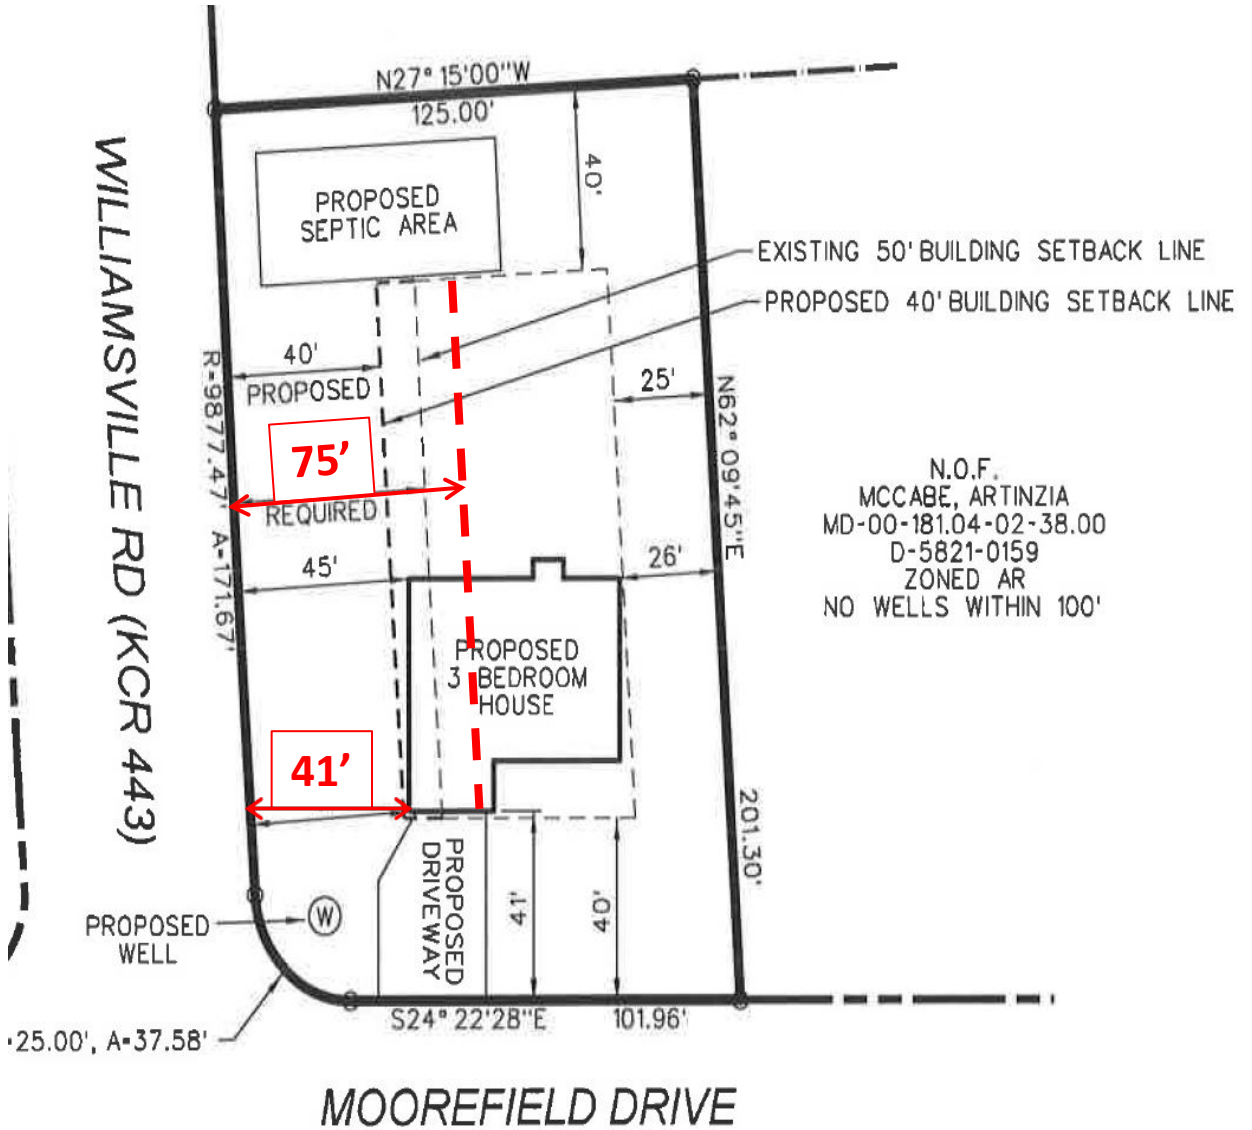 N27° 15'00"W
125.00'
WILLIAMSVILLE RD (KCR 443)
PROPOSED
SEPTIC AREA
40'
EXISTING 50' BUILDING SETBACK LINE
PROPOSED 40' BUILDING SETBACK LINE
40'
PROPOSED
25'
R=9877.47' A=171.67'
N62° 09'45"E
75'
REQUIRED
N.O.F.
MCCABE, ARTINZIA
MD-00-181.04-02-38.00
D-5821-0159
ZONED AR
NO WELLS WITHIN 100'
45'
26'
PROPOSED
3 BEDROOM
HOUSE
41'
201.30'
PROPOSED
DRIVEWAY
41'
40'
PROPOSED
WELL
W
S24° 22'28"E
101.96'
25.00', A=37.58'
MOOREFIELD DRIVE